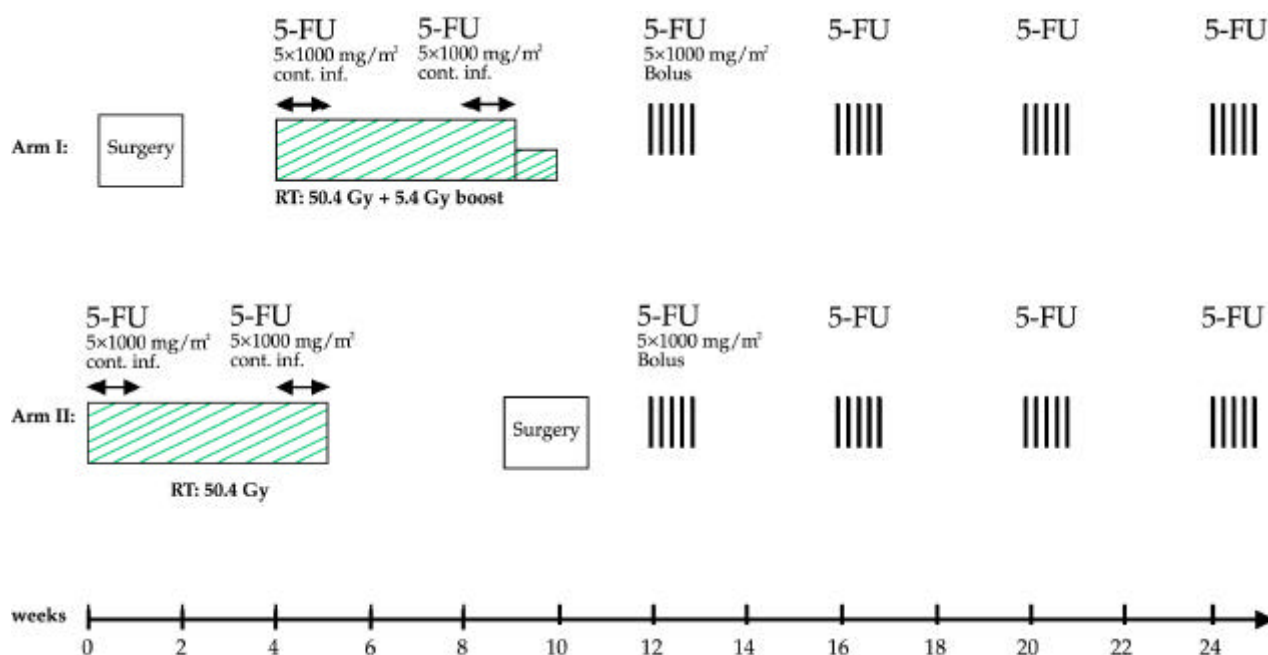 5-FU 5-FU 5-FU 5-FU 5-FU 5-FU
5×1000 mg/m² 5×1000 mg/m² 5×1000 mg/m²
cont. inf. cont. inf. Bolus
Arm I: Surgery
RT: 50.4 Gy + 5.4 Gy boost
5-FU 5-FU 5-FU 5-FU 5-FU 5-FU
5×1000 mg/m² 5×1000 mg/m² 5×1000 mg/m²
cont. inf. cont. inf. Bolus
Arm II: Surgery
RT: 50.4 Gy
weeks
0 2 4 6 8 10 12 14 16 18 20 22 24